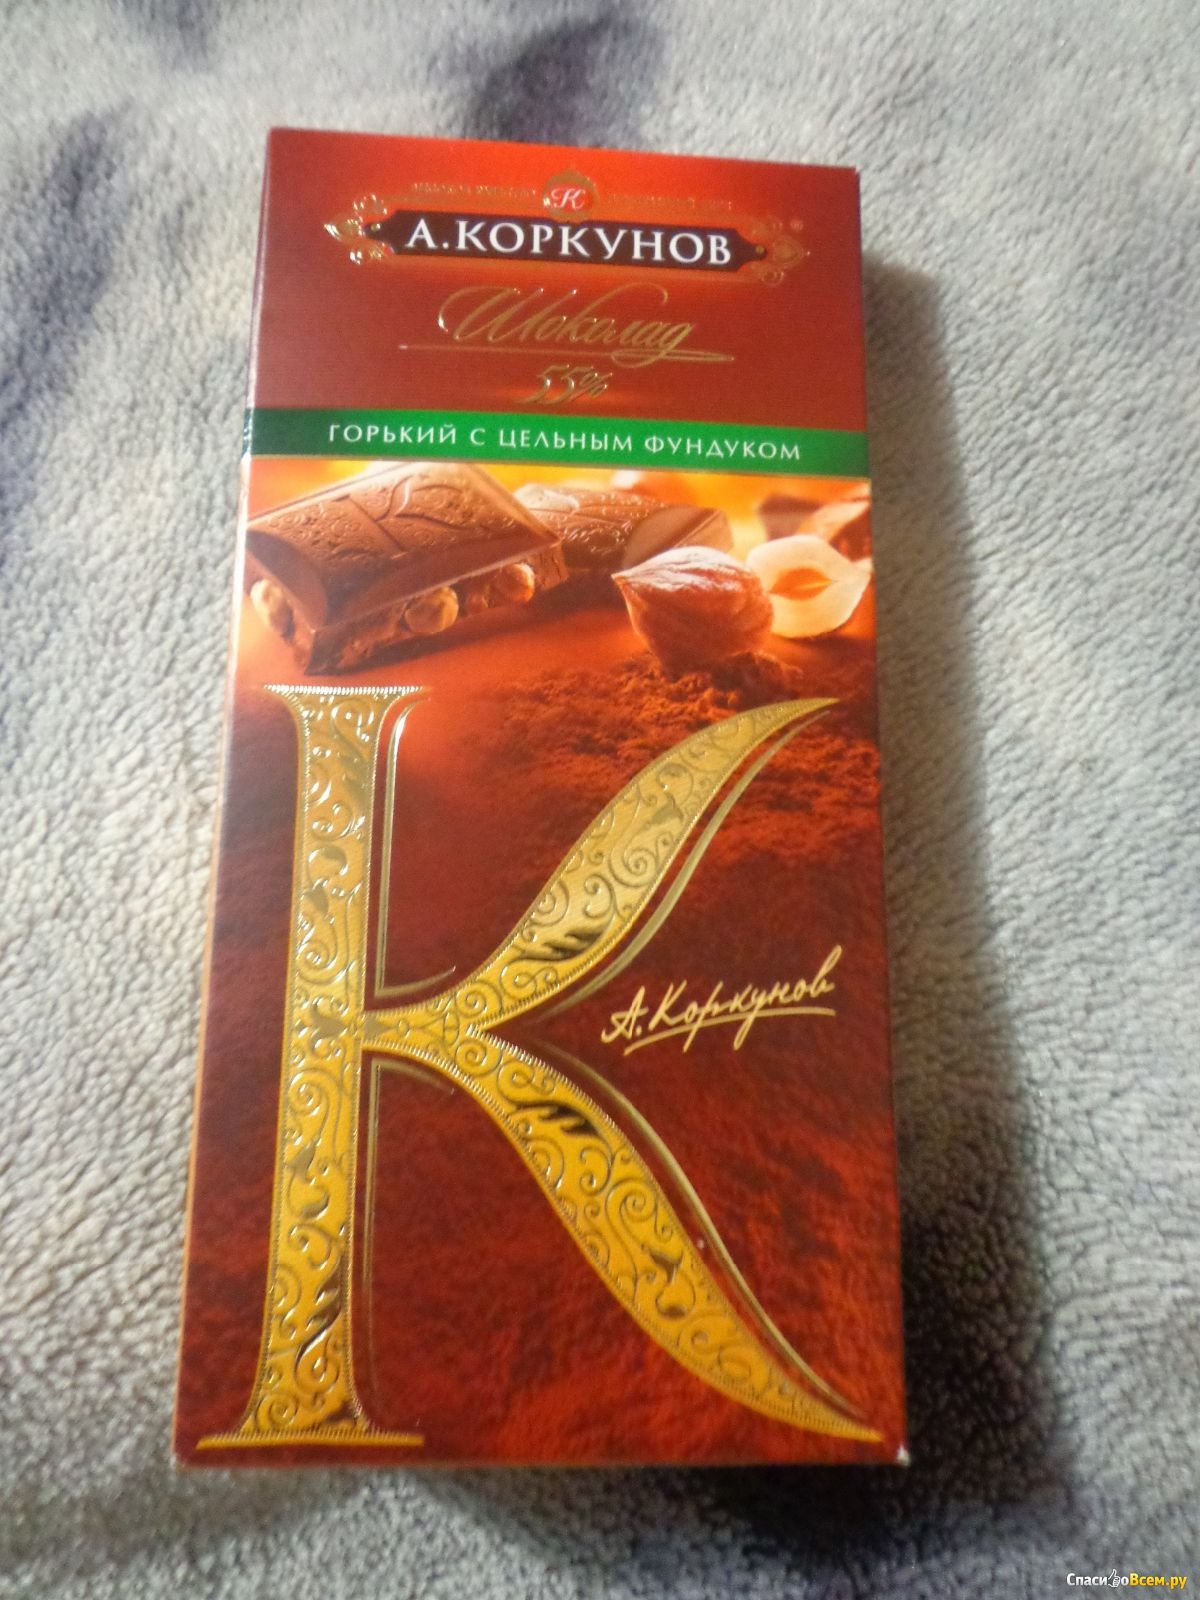 К
А.КОРКУНОВ
Шоколад
55%
ГОРЬКИЙ С ЦЕЛЬНЫМ ФУНДУКОМ
К
А.Коркунов
СпасибоВсем.ру